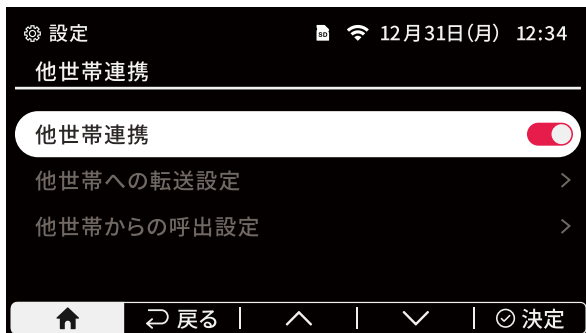 設定 SD 12月31日(月) 12:34
他世帯連携
他世帯連携
他世帯への転送設定
他世帯からの呼出設定
戻る 決定